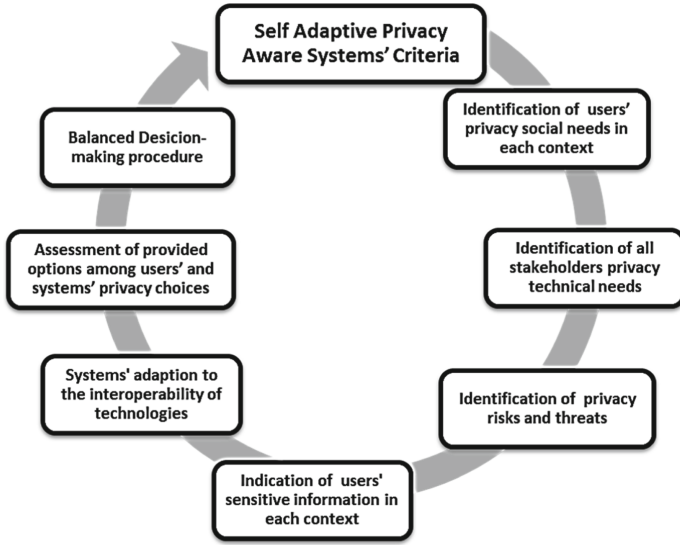 Self Adaptive Privacy
Aware Systems’ Criteria
Identification of users’
privacy social needs in
each context
Identification of all
stakeholders privacy
technical needs
Identification of privacy
risks and threats
Indication of users'
sensitive information in
each context
Systems' adaption to
the interoperability of
technologies
Assessment of provided
options among users’ and
systems’ privacy choices
Balanced Desicion-
making procedure